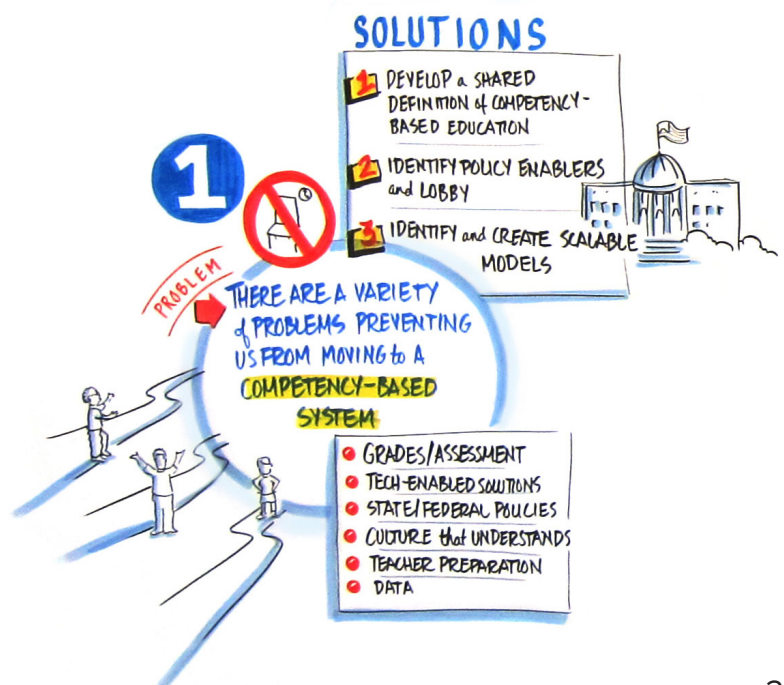 SOLUTIONS
1 DEVELOP a SHARED
DEFINITION of COMPETENCY-
BASED EDUCATION
2 IDENTIFY POLICY ENABLERS
and LOBBY
3 IDENTIFY and CREATE SCALABLE
MODELS
1
PROBLEM
THERE ARE A VARIETY
of PROBLEMS PREVENTING
US FROM MOVING to A
COMPETENCY-BASED
SYSTEM
GRADES/ASSESSMENT
TECH-ENABLED SOLUTIONS
STATE/FEDERAL POLICIES
CULTURE that UNDERSTANDS
TEACHER PREPARATION
DATA